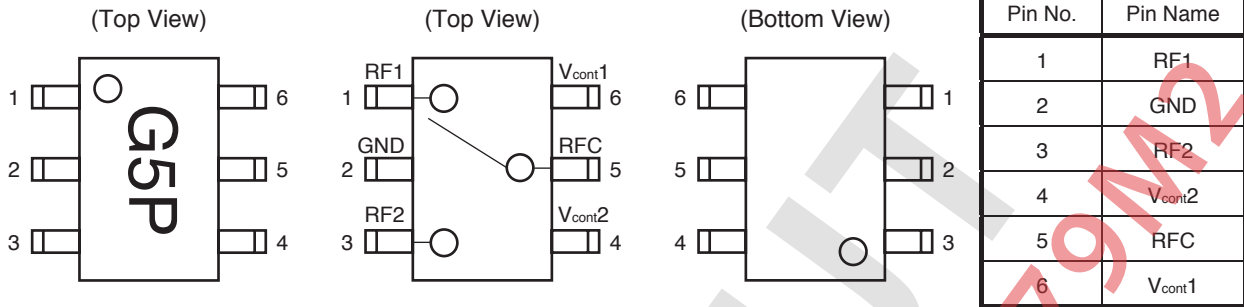 (Top View)
1
2
3
G5P
6
5
4
(Top View)
RF1
1
GND
2
RF2
3
Vcont1
6
RFC
5
Vcont2
4
(Bottom View)
6
5
4
1
2
3
Pin No. Pin Name
1 RF1
2 GND
3 RF2
4 Vcont2
5 RFC
6 Vcont1
79M2
UT